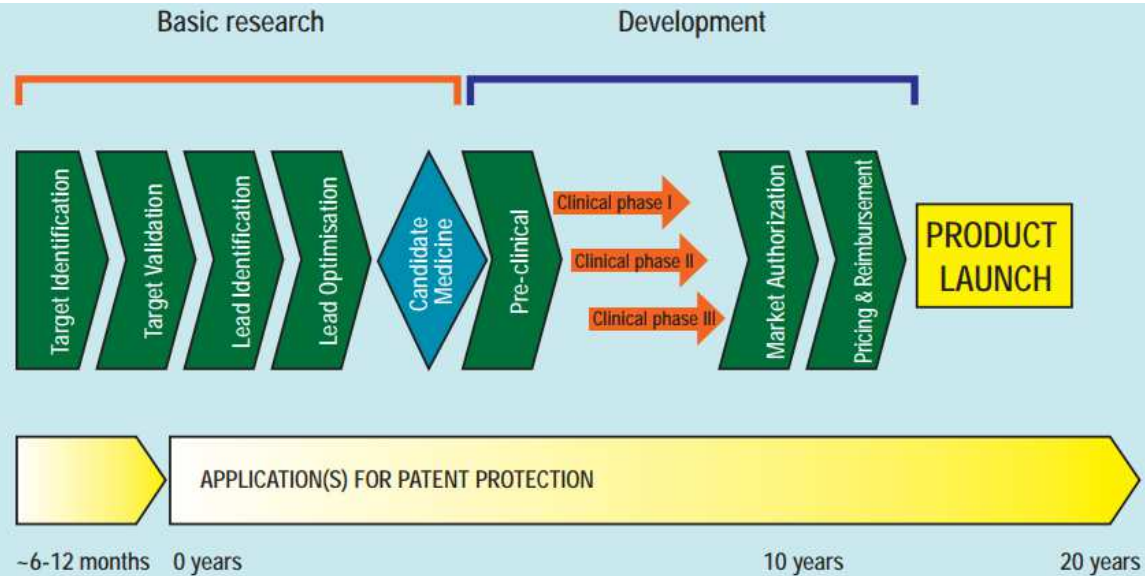 Basic research
Development
Target Identification
Target Validation
Lead Identification
Lead Optimisation
Candidate
Medicine
Pre-clinical
Clinical phase I
Clinical phase II
Clinical phase III
Market Authorization
Pricing & Reimbursement
PRODUCT
LAUNCH
APPLICATION(S) FOR PATENT PROTECTION
~6-12 months
0 years
10 years
20 years